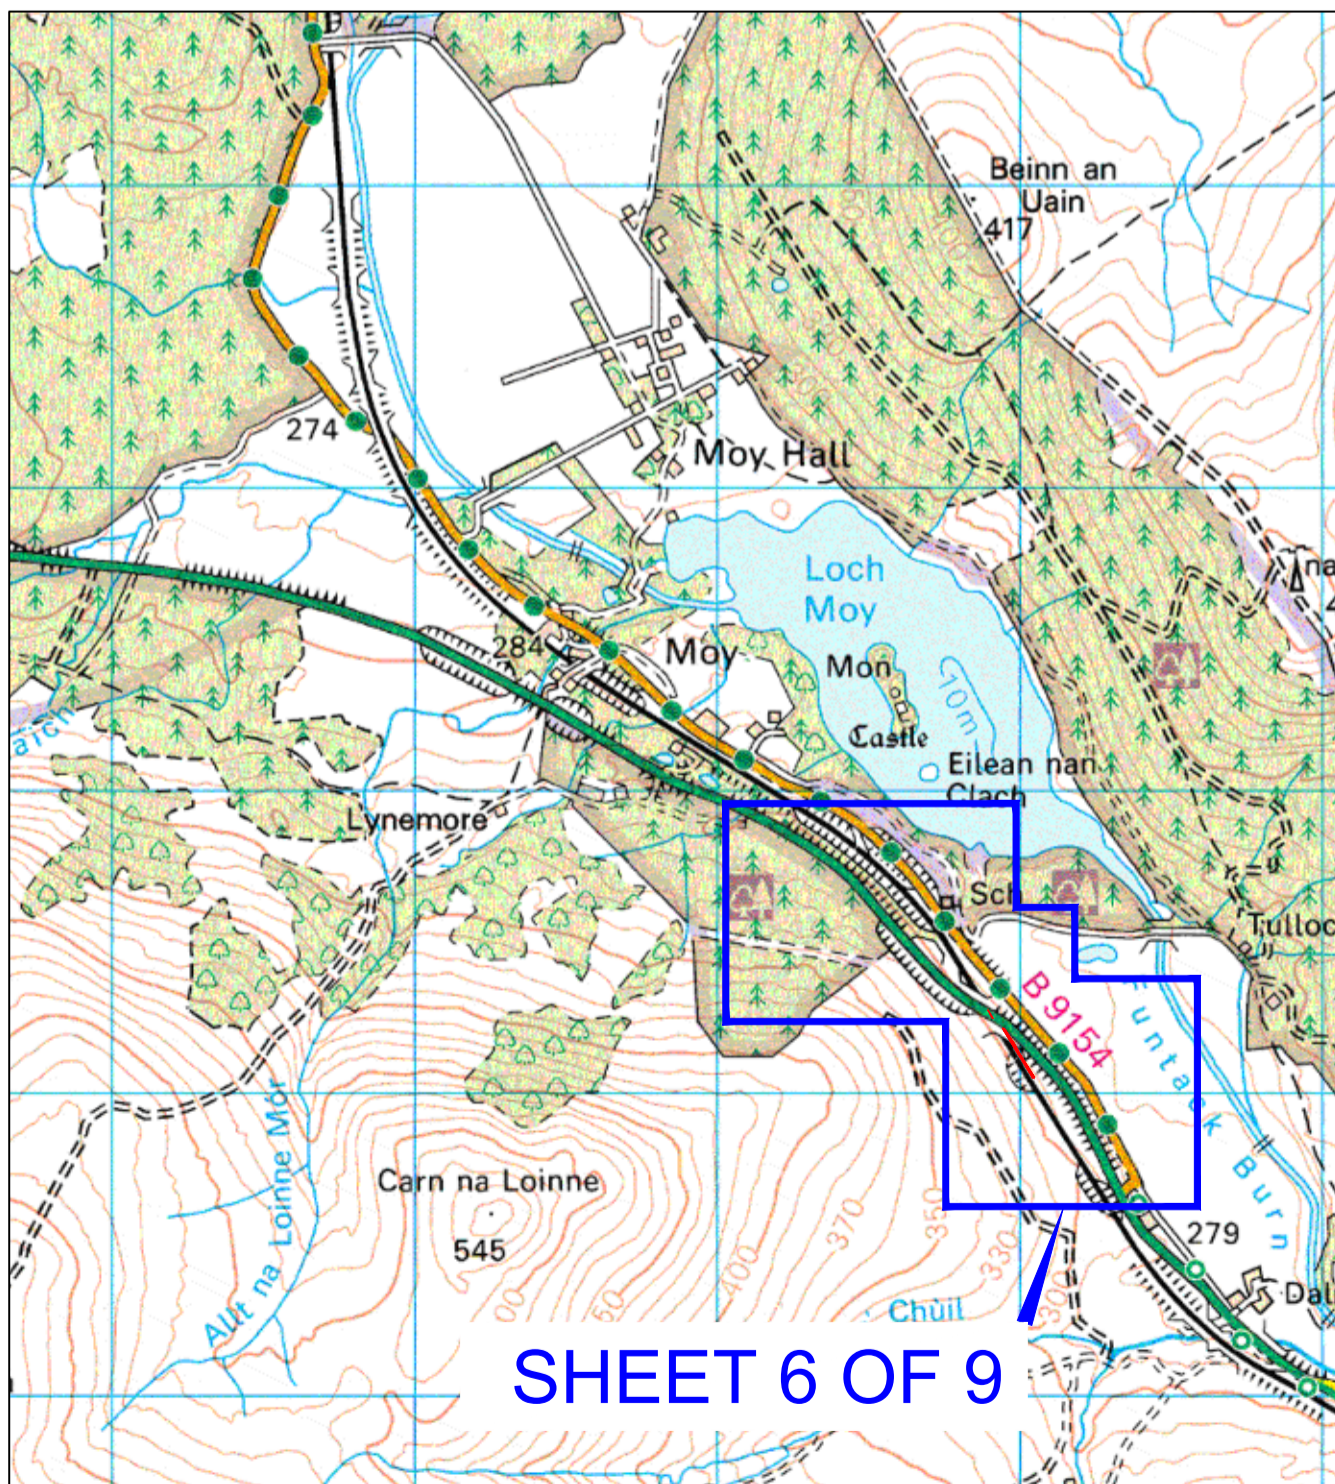 Beinn an
Uain
417
274
Moy Hall
Loch
Moy
284
Moy
Mon
10m
Castle
Eilean nan
Clach
Lynemore
Sch
B 9154
Funtack Burn
Carn na Loinne
545
Allt na Loinne Mór
400
370
350
330
300
279
Chùil
SHEET 6 OF 9